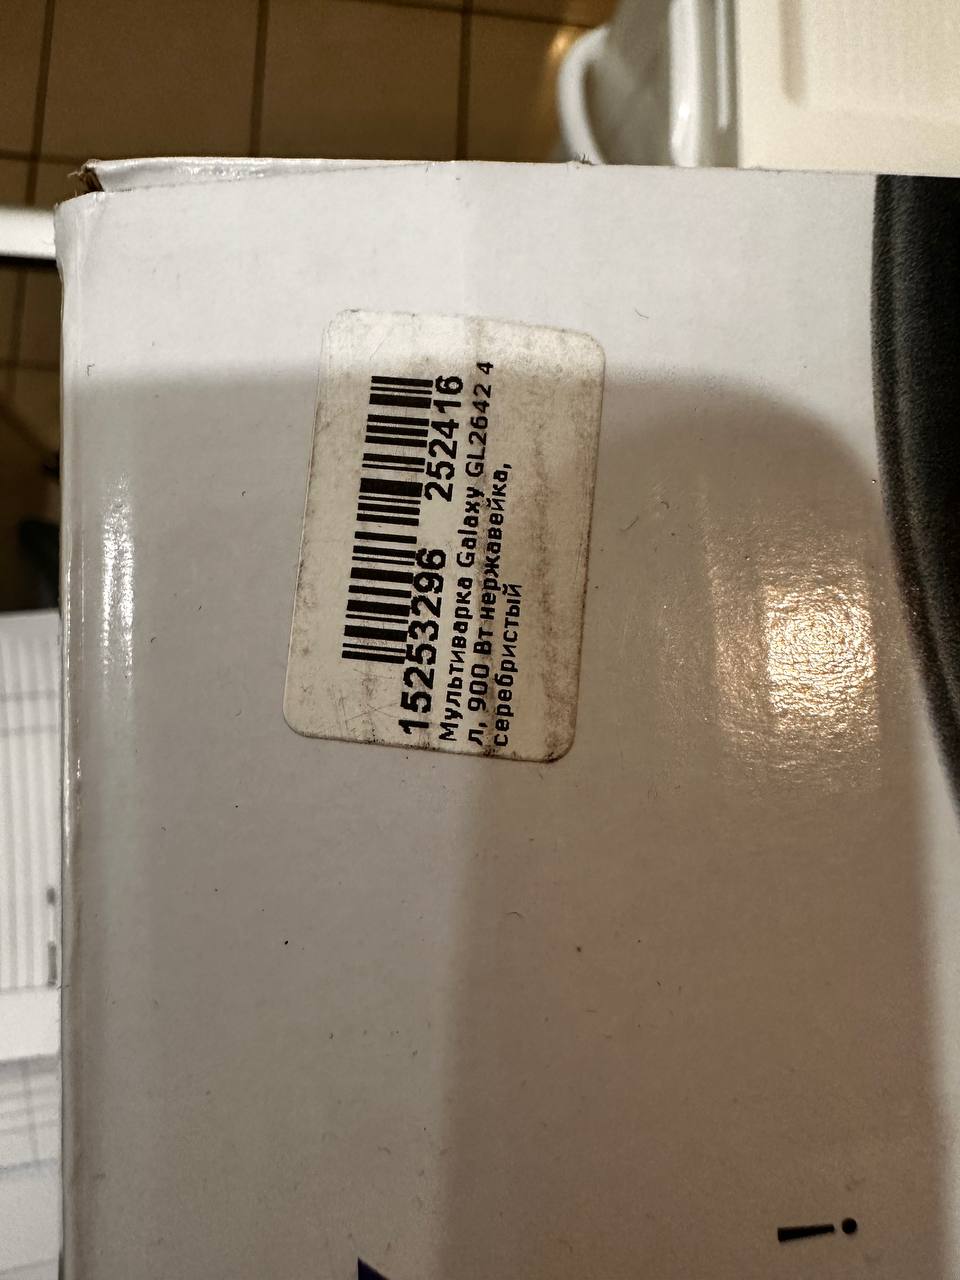 15253296 252416
Мультиварка Galaxy GL2642 4
л, 900 Вт нержавейка,
серебристый
!